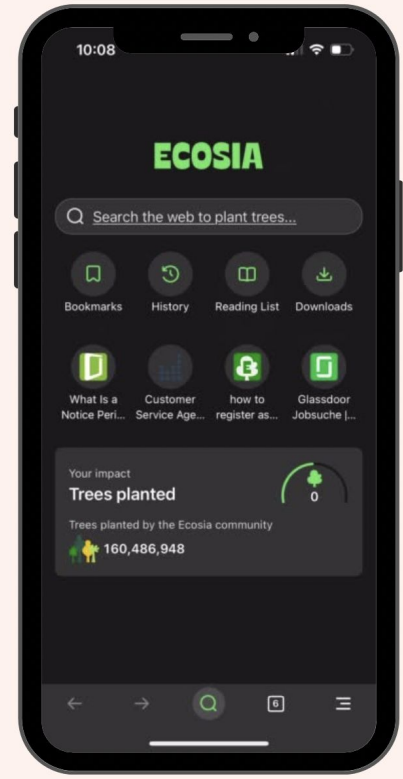 10:08
ECOSIA
Search the web to plant trees...
Bookmarks History Reading List Downloads
What Is a Customer how to Glassdoor
Notice Peri... Service Age... register as... Jobsuche |...
Your impact
Trees planted
0
Trees planted by the Ecosia community
160,486,948
6